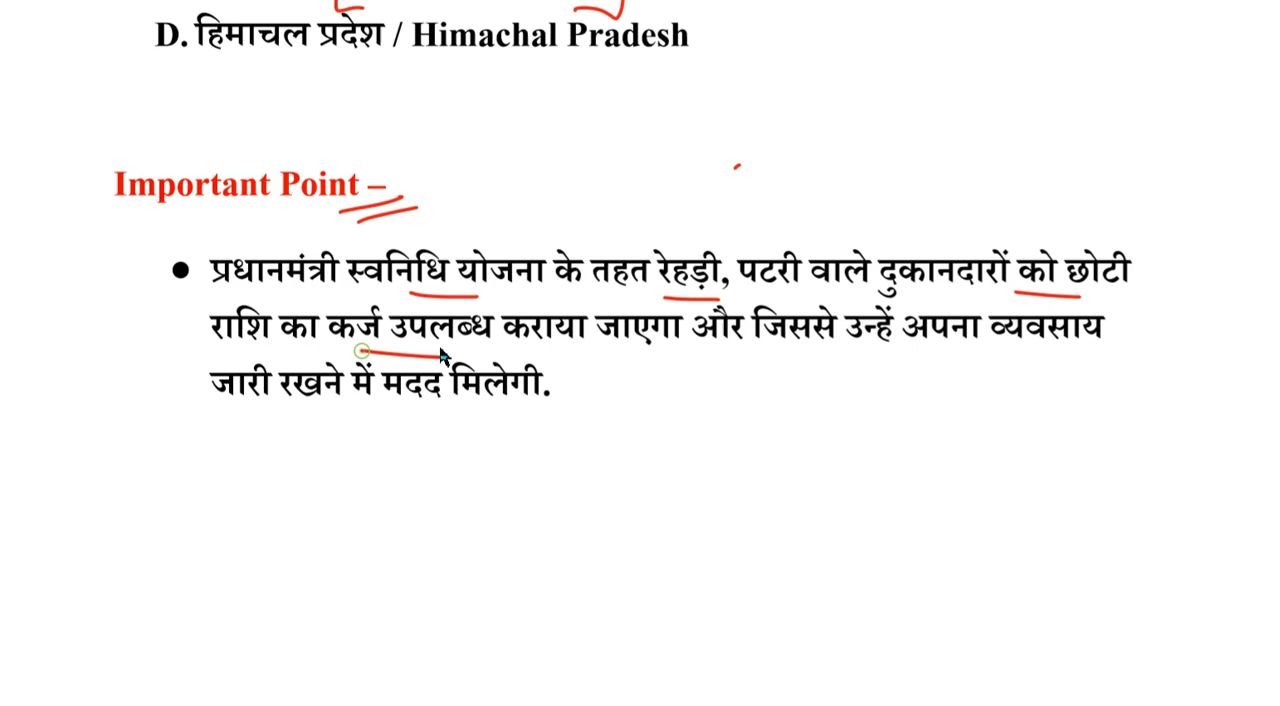 D. हिमाचल प्रदेश / Himachal Pradesh
Important Point –
● प्रधानमंत्री स्वनिधि योजना के तहत रेहड़ी, पटरी वाले दुकानदारों को छोटी
राशि का कर्ज उपलब्ध कराया जाएगा और जिससे उन्हें अपना व्यवसाय
जारी रखने में मदद मिलेगी.